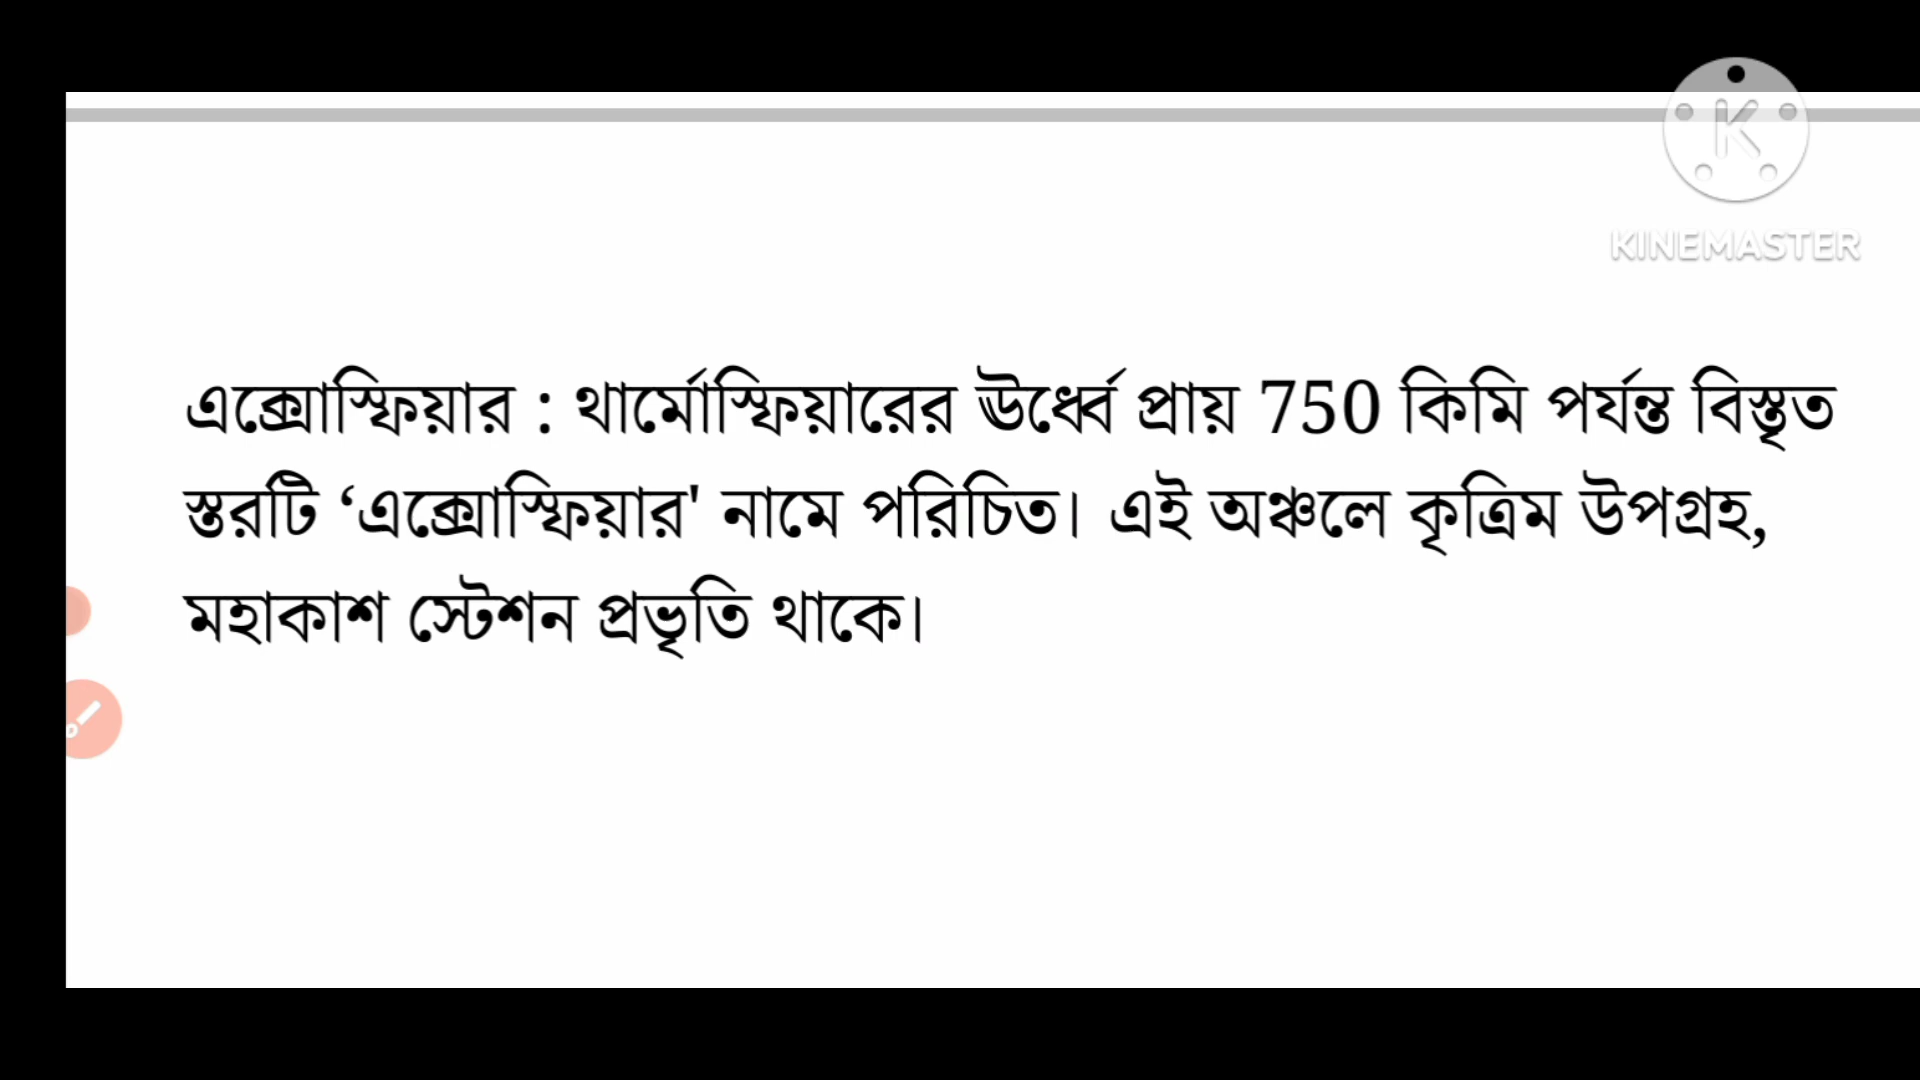 K
KINEMASTER
এক্সোস্ফিয়ার : থার্মোস্ফিয়ারের ঊর্ধ্বে প্রায় 750 কিমি পর্যন্ত বিস্তৃত
স্তরটি ‘এক্সোস্ফিয়ার' নামে পরিচিত। এই অঞ্চলে কৃত্রিম উপগ্রহ,
মহাকাশ স্টেশন প্রভৃতি থাকে।